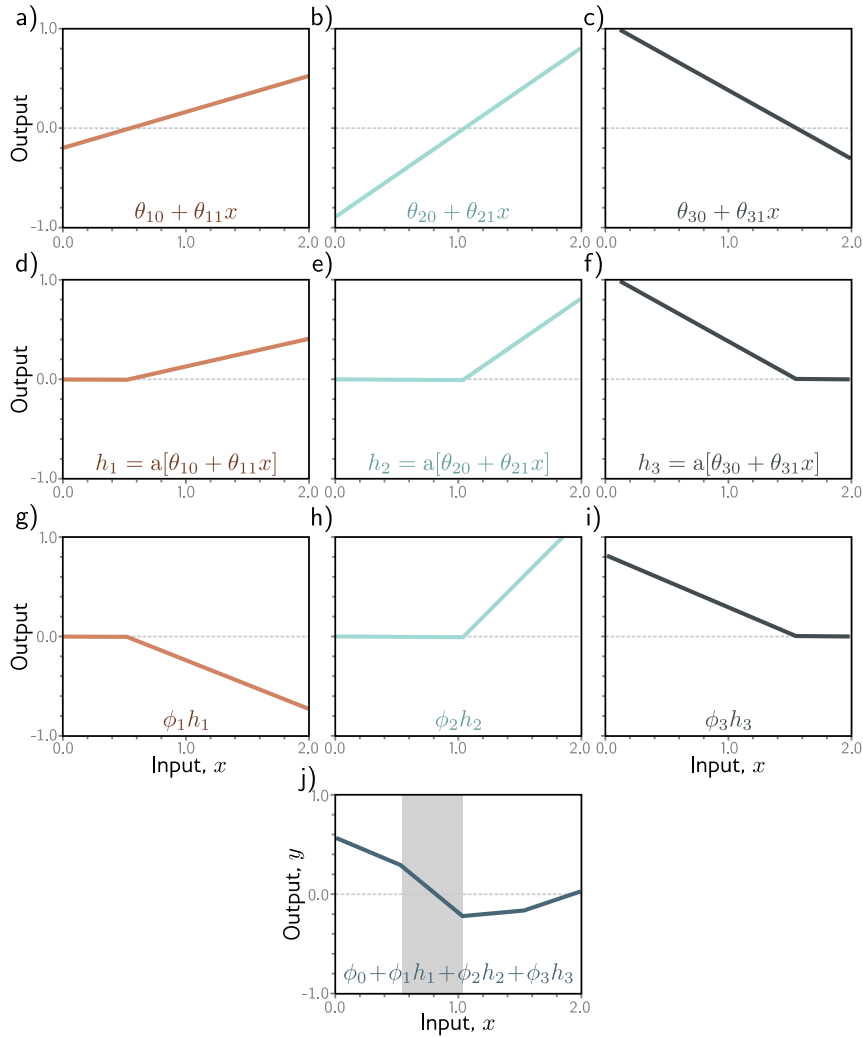 a)
b)
c)
1.0
0.0
-1.0
Output
θ₁₀ + θ₁₁x
θ₂₀ + θ₂₁x
θ₃₀ + θ₃₁x
0.0 1.0 2.0
0.0 1.0 2.0
0.0 1.0 2.0
d)
e)
f)
1.0
0.0
-1.0
Output
h₁ = a[θ₁₀ + θ₁₁x]
h₂ = a[θ₂₀ + θ₂₁x]
h₃ = a[θ₃₀ + θ₃₁x]
0.0 1.0 2.0
0.0 1.0 2.0
0.0 1.0 2.0
g)
h)
i)
1.0
0.0
-1.0
Output
ϕ₁h₁
ϕ₂h₂
ϕ₃h₃
0.0 1.0 2.0
0.0 1.0 2.0
0.0 1.0 2.0
Input, x
Input, x
Input, x
j)
1.0
0.0
-1.0
Output, y
ϕ₀ + ϕ₁h₁ + ϕ₂h₂ + ϕ₃h₃
0.0 1.0 2.0
Input, x